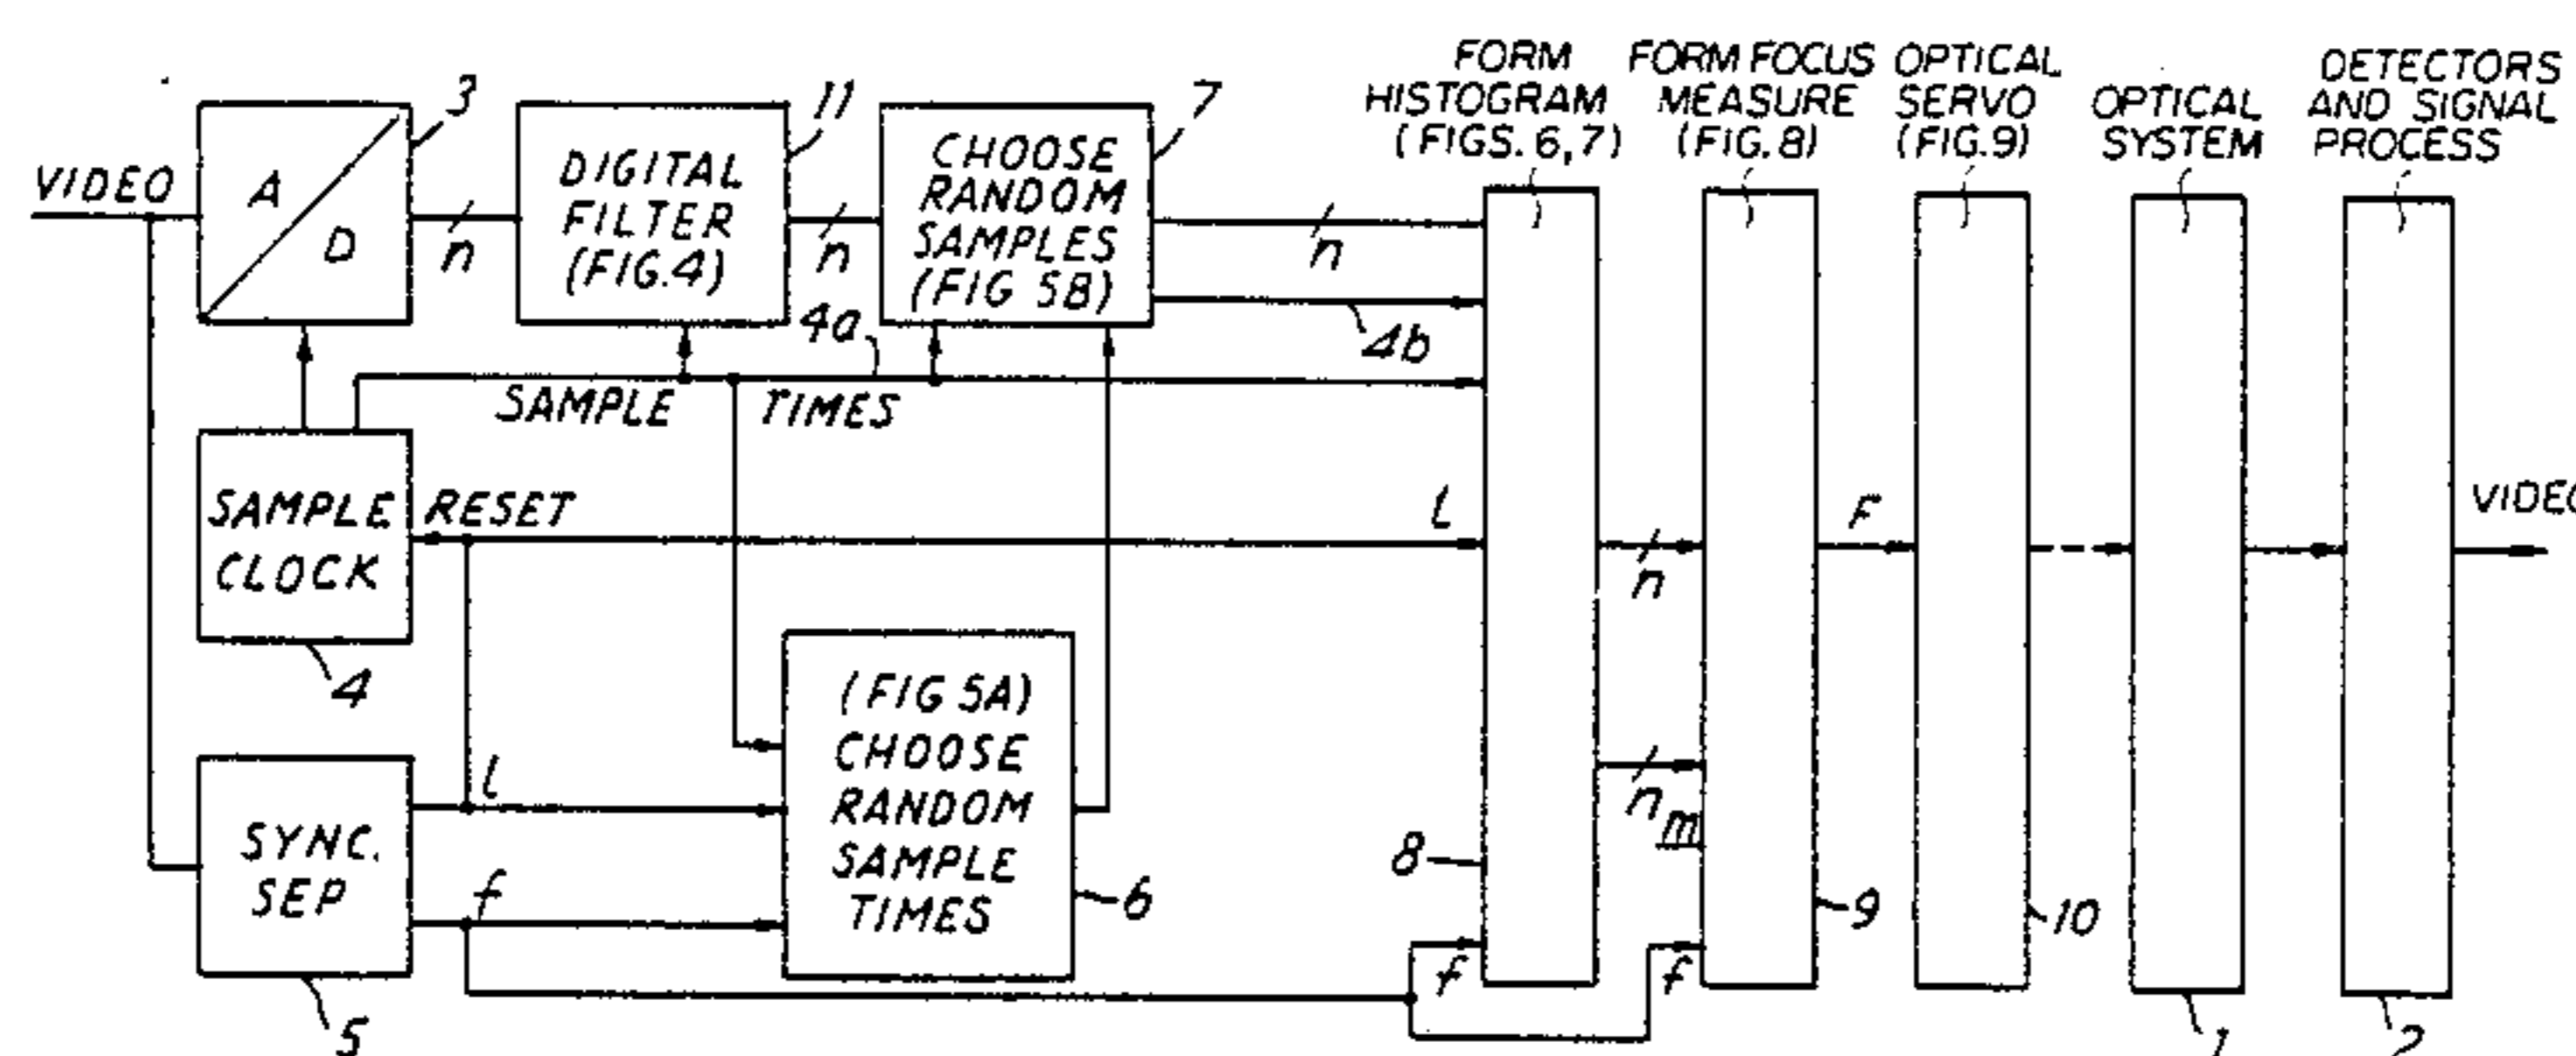 VIDEO
A
D
3
n
DIGITAL
FILTER
(FIG.4)
11
n
CHOOSE
RANDOM
SAMPLES
(FIG 5B)
7
n
4b
4a
SAMPLE TIMES
SAMPLE
CLOCK
4
RESET
l
SYNC.
SEP
5
l
f
(FIG 5A)
CHOOSE
RANDOM
SAMPLE
TIMES
6
FORM
HISTOGRAM
(FIGS. 6,7)
8
f
n
n
m
FORM FOCUS
MEASURE
(FIG. 8)
9
f
F
OPTICAL
SERVO
(FIG.9)
10
OPTICAL
SYSTEM
1
DETECTORS
AND SIGNAL
PROCESS
2
VIDEO